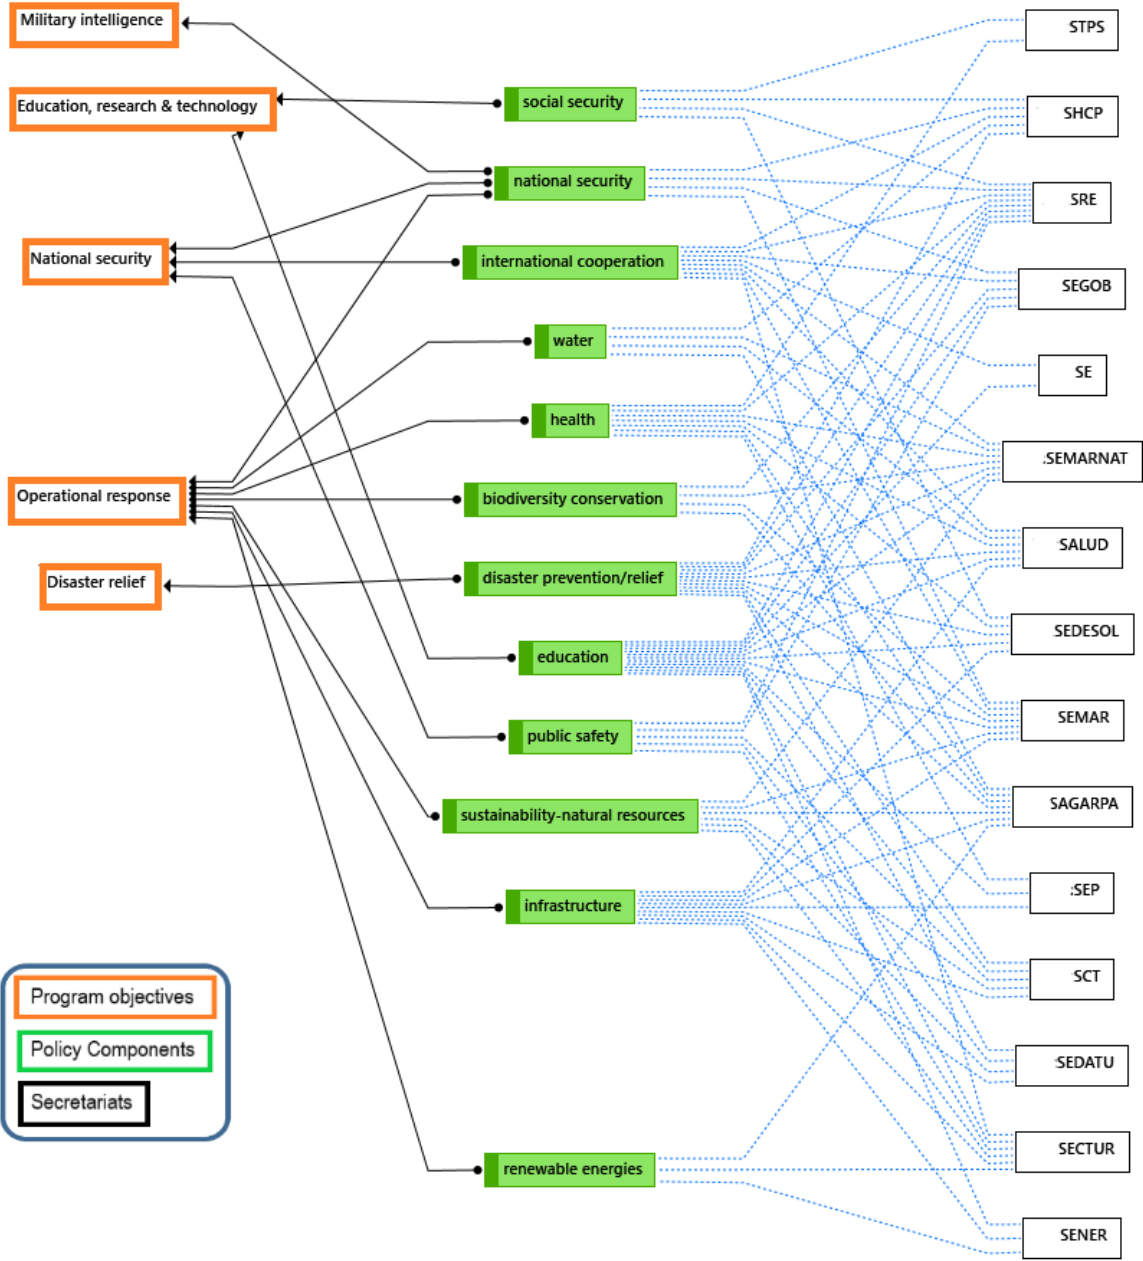 Military intelligence
Education, research & technology
National security
Operational response
Disaster relief
social security
national security
international cooperation
water
health
biodiversity conservation
disaster prevention/relief
education
public safety
sustainability-natural resources
infrastructure
renewable energies
STPS
SHCP
SRE
SEGOB
SE
SEMARNAT
SALUD
SEDESOL
SEMAR
SAGARPA
SEP
SCT
SEDATU
SECTUR
SENER
Program objectives
Policy Components
Secretariats